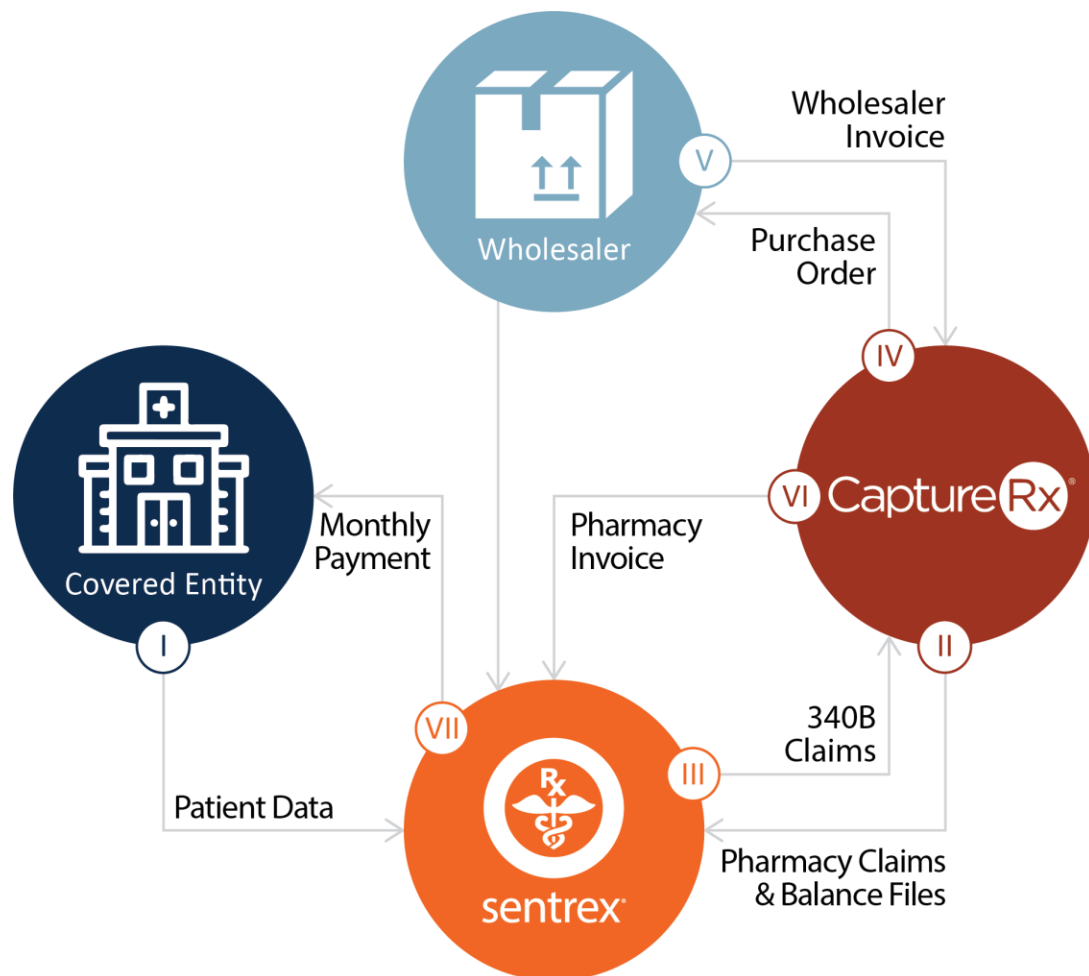 Wholesaler
Invoice
V
Purchase
Order
Wholesaler
IV
VI
CaptureRx®
Monthly
Payment
Pharmacy
Invoice
Covered Entity
I
II
VII
340B
Claims
III
Patient Data
Rx
sentrex
Pharmacy Claims
& Balance Files